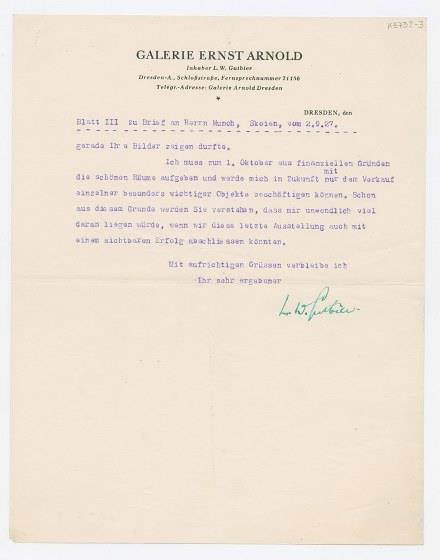 K3732-3
GALERIE ERNST ARNOLD
Inhaber L. W. Gutbier
Dresden-A., Schloßstraße, Fernsprechnummer 21150
Telegr.-Adresse: Galerie Arnold Dresden
DRESDEN, den
Blatt III zu Brief an Herrn Munch, Skoien, vom 2.9.27.
gerade Ihre Bilder zeigen durfte.
Ich muss zum 1. Oktober aus finanziellen Gründen
mit
die schönen Räume aufgeben und werde mich in Zukunft nur dem Verkauf
einzelner besonders wichtiger Objekte beschäftigen können. Schon
aus diesem Grunde werden Sie verstehen, dass mir unendlich viel
daran liegen würde, wenn wir diese letzte Ausstellung auch mit
einem sichtbaren Erfolg abschliessen könnten.
Mit aufrichtigen Grüssen verbleibe ich
Ihr sehr ergebener
L. W. Gutbier.